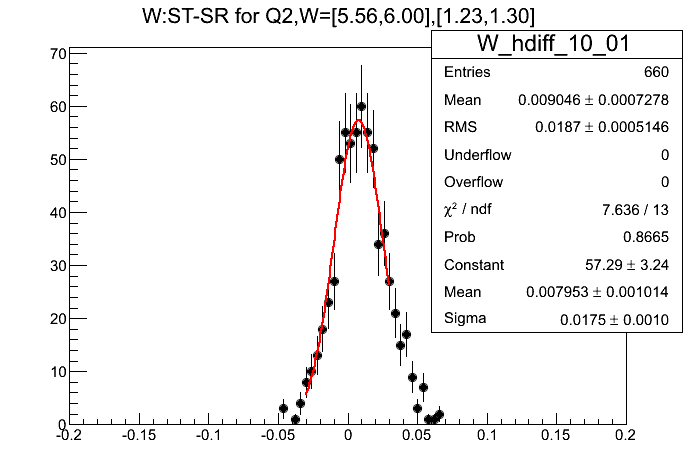 W:ST-SR for Q2,W=[5.56,6.00],[1.23,1.30]
W_hdiff_10_01
Entries 660
Mean 0.009046 ± 0.0007278
RMS 0.0187 ± 0.0005146
Underflow 0
Overflow 0
χ² / ndf 7.636 / 13
Prob 0.8665
Constant 57.29 ± 3.24
Mean 0.007953 ± 0.001014
Sigma 0.0175 ± 0.0010
70
60
50
40
30
20
10
0
-0.2 -0.15 -0.1 -0.05 0 0.05 0.1 0.15 0.2